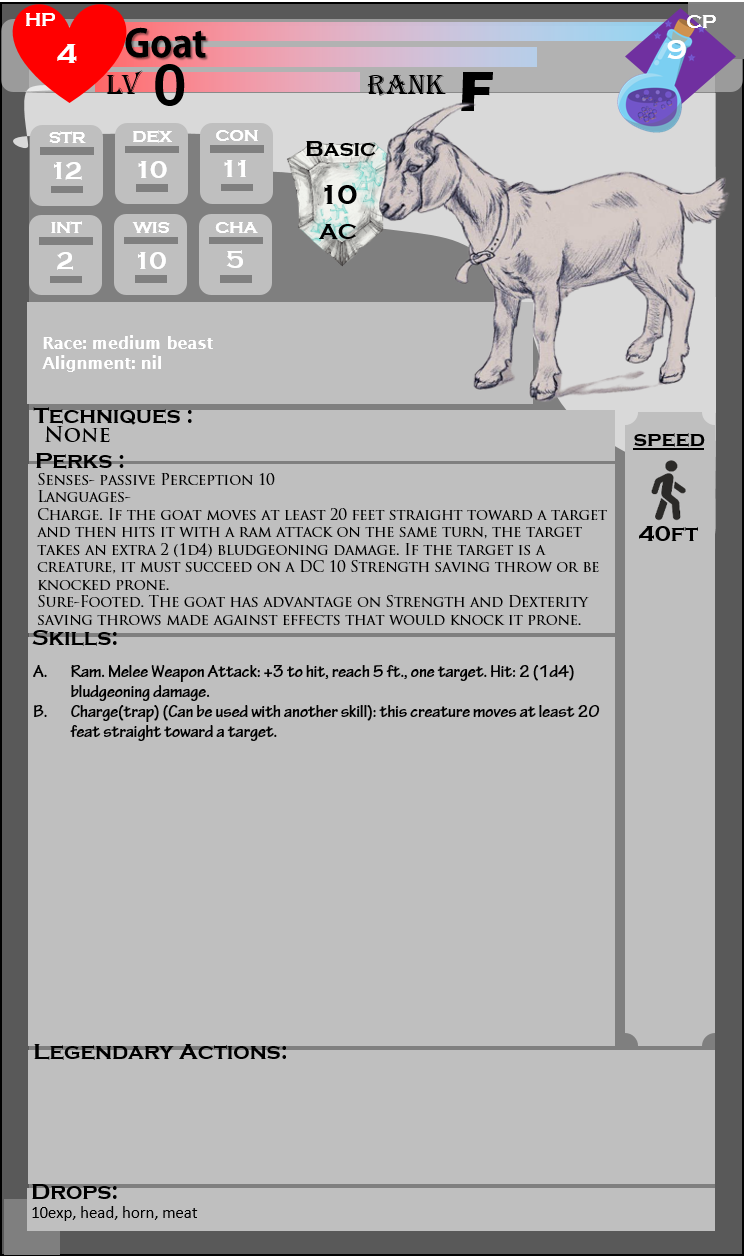 HP
4
Goat
CP
9
LV 0
RANK F
STR
12
DEX
10
CON
11
INT
2
WIS
10
CHA
5
Basic
10
AC
Race: medium beast
Alignment: nil
Techniques :
None
Perks :
Senses- passive Perception 10
Languages-
Charge. If the goat moves at least 20 feet straight toward a target
and then hits it with a ram attack on the same turn, the target
takes an extra 2 (1d4) bludgeoning damage. If the target is a
creature, it must succeed on a DC 10 Strength saving throw or be
knocked prone.
Sure-Footed. The goat has advantage on Strength and Dexterity
saving throws made against effects that would knock it prone.
SPEED
40FT
Skills:
A. Ram. Melee Weapon Attack: +3 to hit, reach 5 ft., one target. Hit: 2 (1d4)
bludgeoning damage.
B. Charge(trap) (Can be used with another skill): this creature moves at least 20
feat straight toward a target.
Legendary Actions:
Drops:
10exp, head, horn, meat